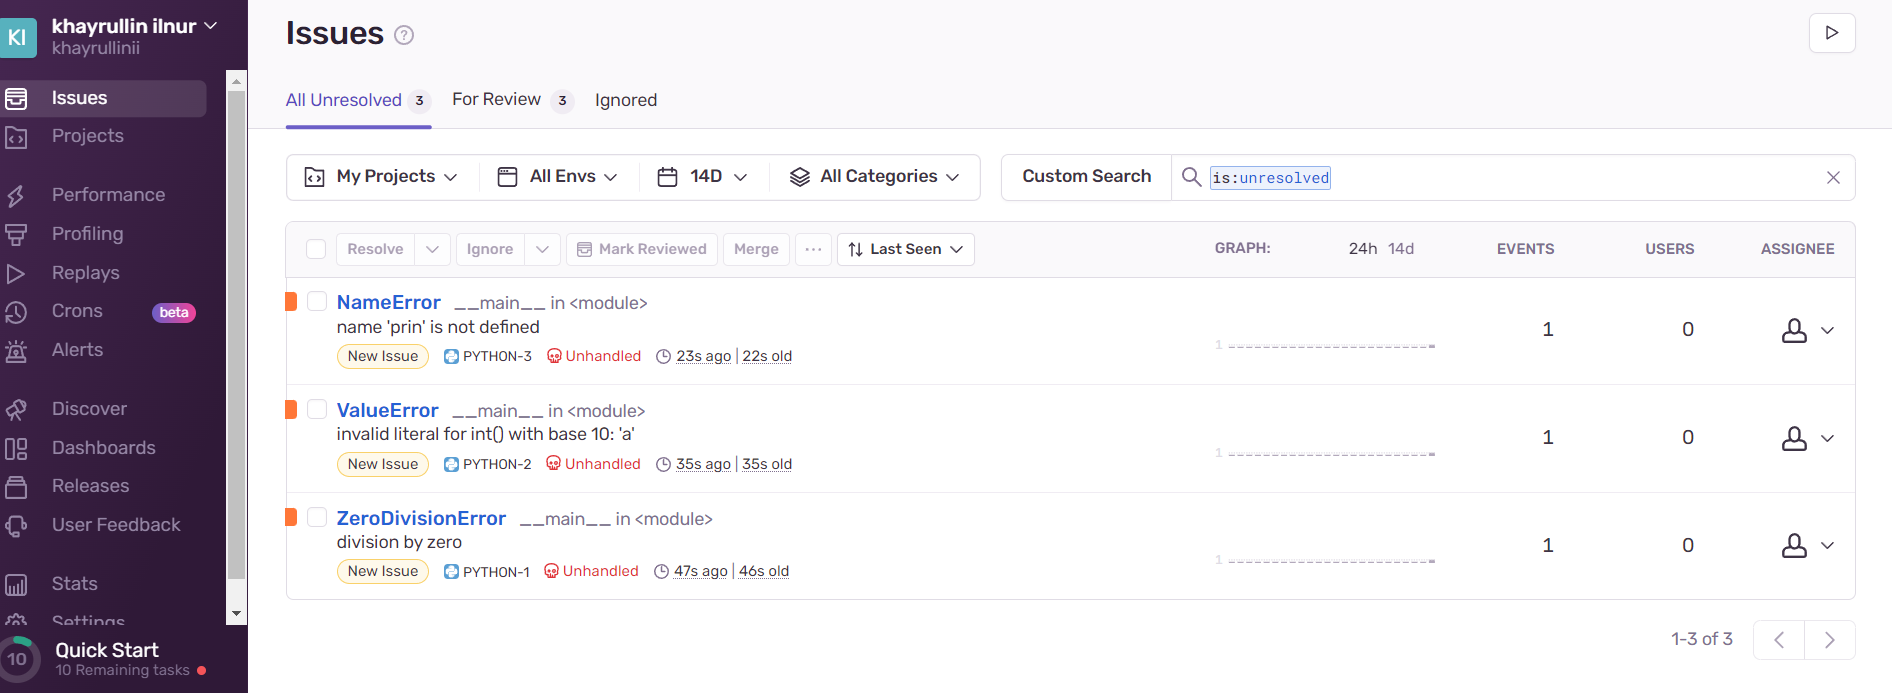 KI
khayrullin ilnur
khayrullinii
Issues
Projects
Performance
Profiling
Replays
Crons beta
Alerts
Discover
Dashboards
Releases
User Feedback
Stats
Settings
10
Quick Start
10 Remaining tasks
Issues ?
All Unresolved 3 For Review 3 Ignored
My Projects All Envs 14D All Categories Custom Search is:unresolved
Resolve Ignore Mark Reviewed Merge ... Last Seen GRAPH: 24h 14d EVENTS USERS ASSIGNEE
NameError __main__ in <module>
name 'prin' is not defined
1 1 0
New Issue PYTHON-3 Unhandled 23s ago | 22s old
ValueError __main__ in <module>
invalid literal for int() with base 10: 'a'
1 1 0
New Issue PYTHON-2 Unhandled 35s ago | 35s old
ZeroDivisionError __main__ in <module>
division by zero
1 1 0
New Issue PYTHON-1 Unhandled 47s ago | 46s old
1-3 of 3